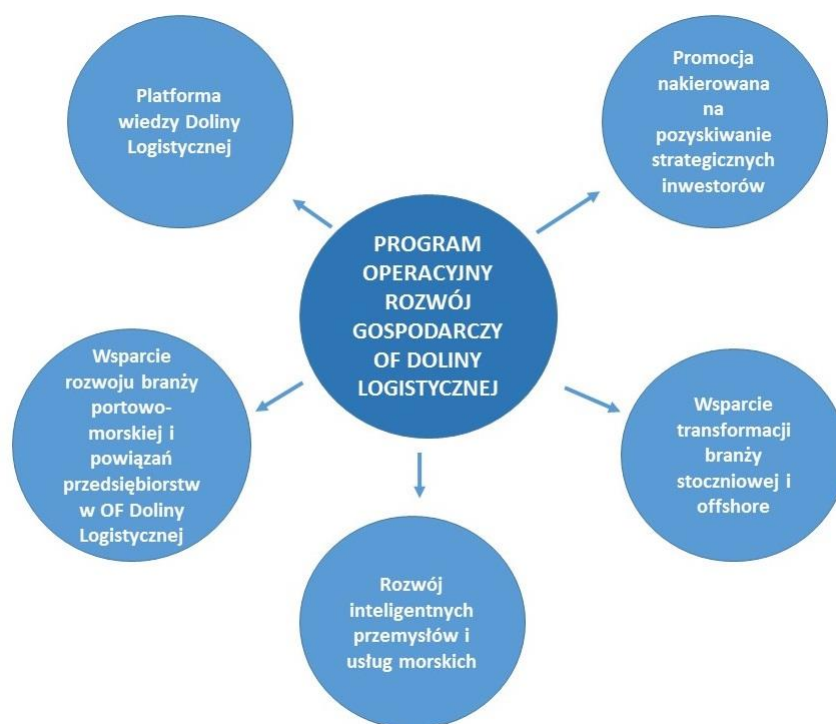 Platforma
wiedzy Doliny
Logistycznej
Promocja
nakierowana
na
pozyskiwanie
strategicznych
inwestorów
PROGRAM
OPERACYJNY
ROZWÓJ
GOSPODARCZY
OF DOLINY
LOGISTYCZNEJ
Wsparcie
rozwoju branży
portowo-
morskiej i
powiązań
przedsiębiorstw
w OF Doliny
Logistycznej
Wsparcie
transformacji
branży
stoczniowej i
offshore
Rozwój
inteligentnych
przemysłów i
usług morskich